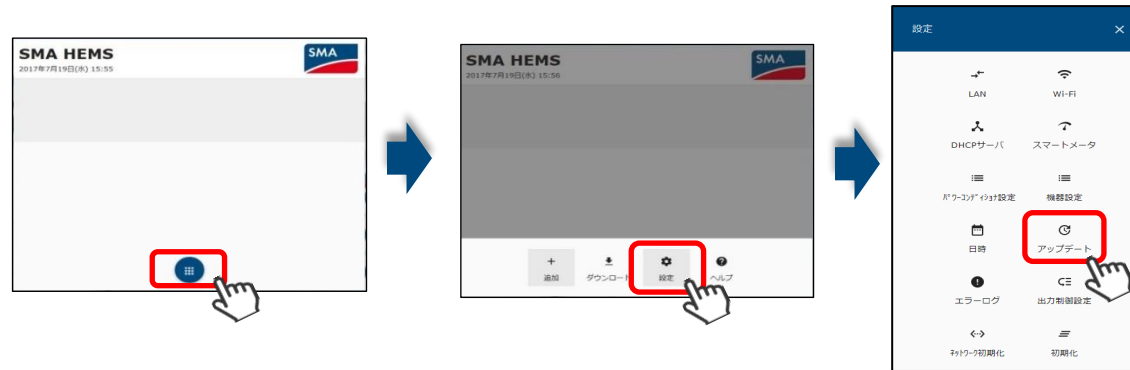 SMA HEMS
2017年7月19日(水) 15:55
SMA
SMA HEMS
2017年7月19日(水) 15:56
SMA
追加
ダウンロード
設定
ヘルプ
設定
LAN
Wi-Fi
DHCPサーバ
スマートメータ
ﾊﾟﾜｰｺﾝﾃﾞｨｼｮﾅ設定
機器設定
日時
アップデート
エラーログ
出力制御設定
ﾈｯﾄﾜｰｸ初期化
初期化